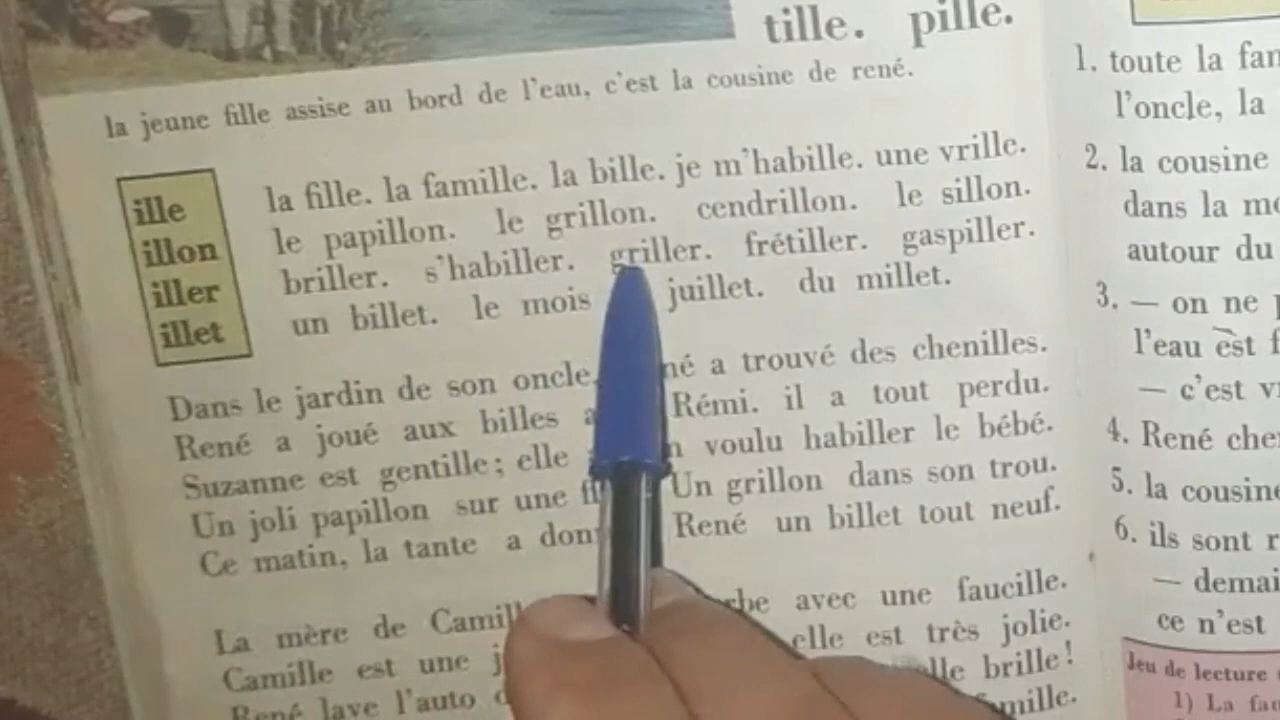 tille. pille.
la jeune fille assise au bord de l'eau, c'est la cousine de rené.
ille
illon
iller
illet
la fille. la famille. la bille. je m'habille. une vrille.
le papillon. le grillon. cendrillon. le sillon.
briller. s'habiller. griller. frétiller. gaspiller.
un billet. le mois juillet. du millet.
Dans le jardin de son oncle, a trouvé des chenilles.
René a joué aux billes Rémi. il a tout perdu.
Suzanne est gentille; elle voulu habiller le bébé.
Un joli papillon sur une Un grillon dans son trou.
Ce matin, la tante a René un billet tout neuf.
La mère de avec une faucille.
Camille est une elle est très jolie.
René lave l'auto brille!
1. toute la
l'oncle, la
2. la cousine
dans la
autour du
3. — on ne
l'eau est
— c'est
4. René
5. la
6. ils sont
—
ce n'est
Jeu de lecture
1) La